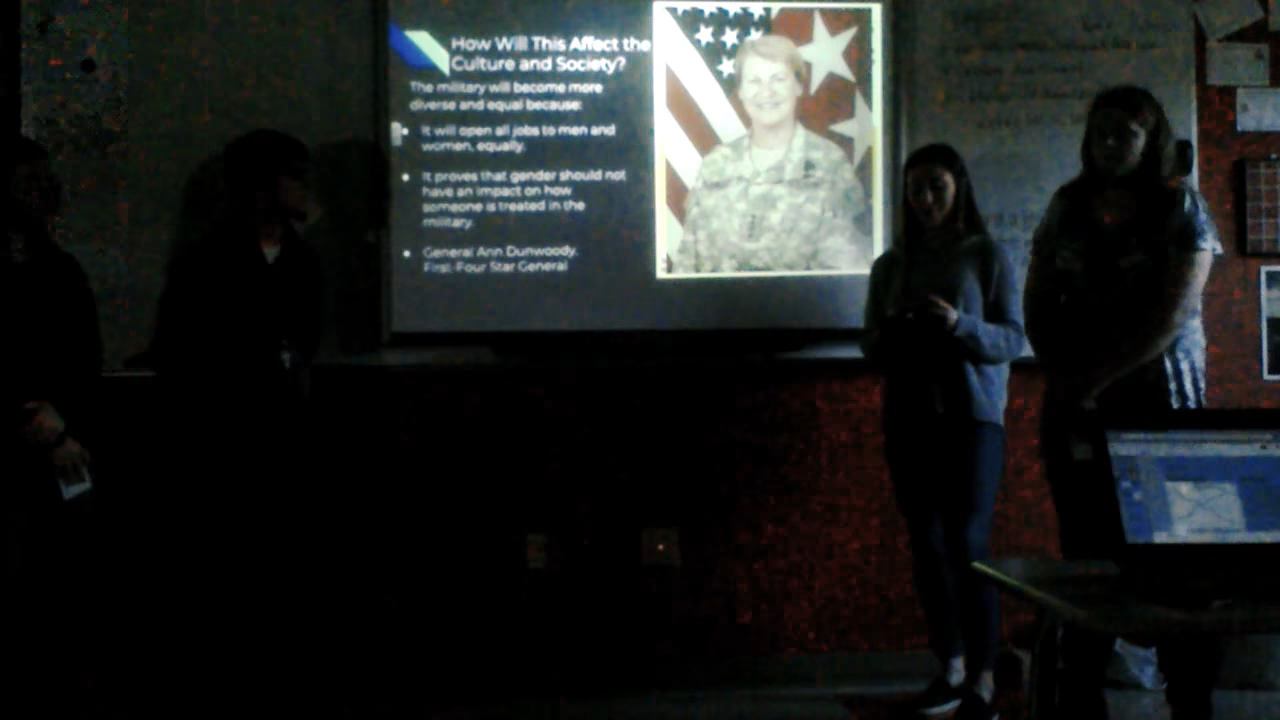 How Will This Affect the
Culture and Society?
The military will become more
diverse and equal because:
It will open all jobs to men and
women, equally.
It proves that gender should not
have an impact on how
someone is treated in the
military.
General Ann Dunwoody.
First Four Star General